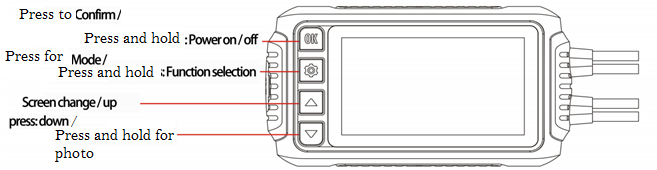 Press to Confirm /
Press and hold : Power on / off
OK
Press for Mode /
Press and hold : Function selection
Screen change / up
press: down /
Press and hold for
photo